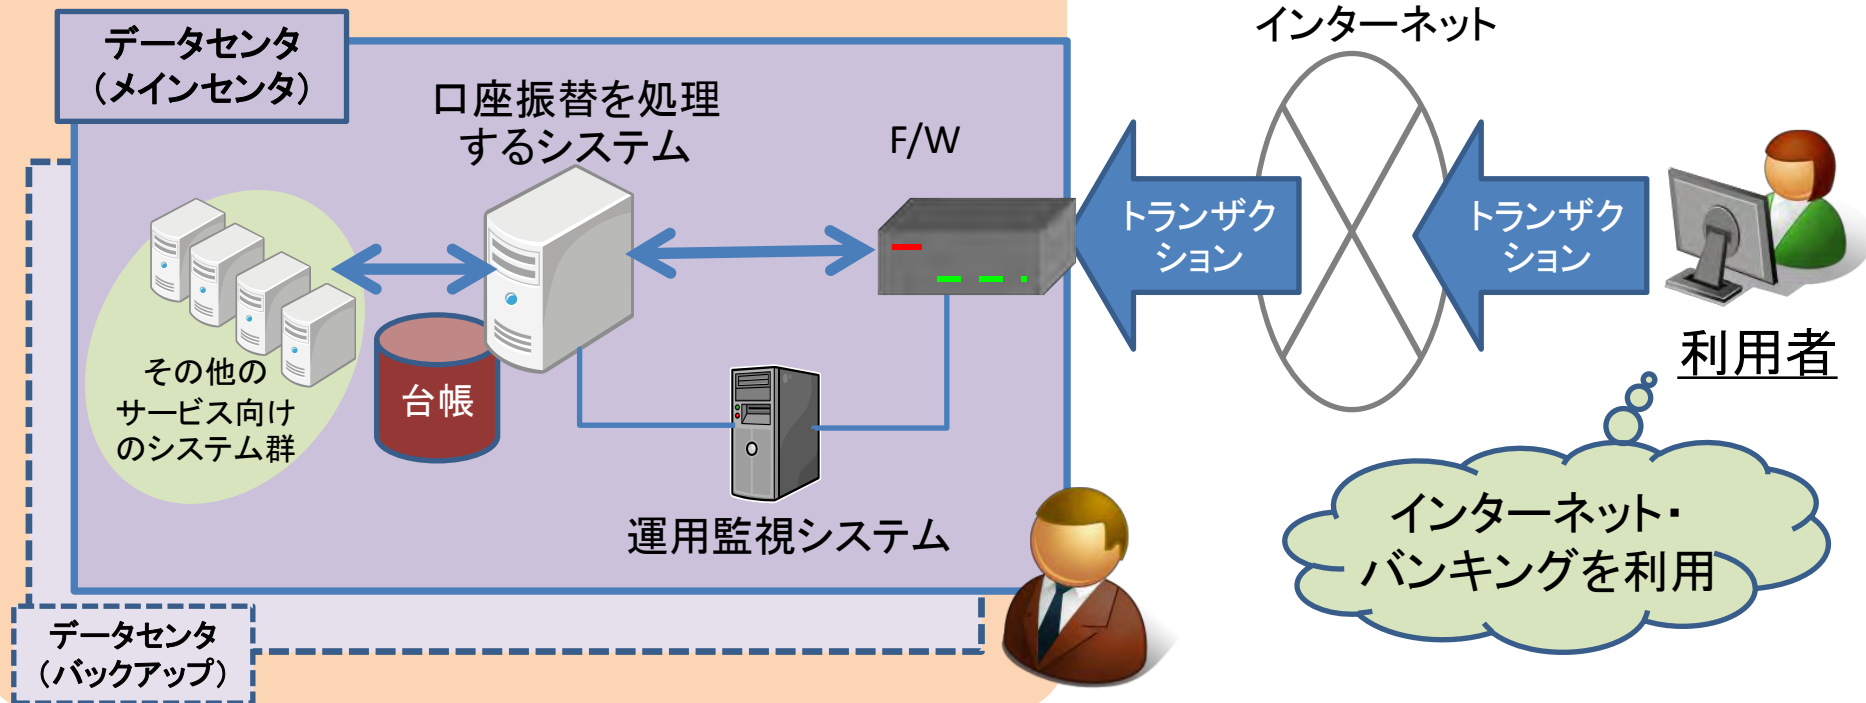 データセンタ
（メインセンタ）
口座振替を処理
するシステム
F/W
インターネット
トランザク
ション
トランザク
ション
利用者
その他の
サービス向け
のシステム群
台帳
運用監視システム
インターネット・
バンキングを利用
データセンタ
（バックアップ）